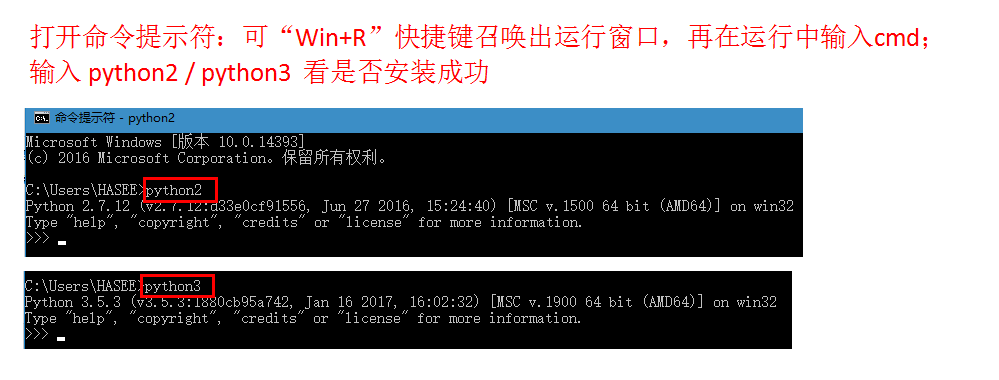 打开命令提示符：可“Win+R”快捷键召唤出运行窗口，再在运行中输入cmd；
输入 python2 / python3 看是否安装成功
命令提示符 - python2
Microsoft Windows [版本 10.0.14393]
(c) 2016 Microsoft Corporation。保留所有权利。
C:\Users\HASEE>python2
Python 2.7.12 (v2.7.12:d33e0cf91556, Jun 27 2016, 15:24:40) [MSC v.1500 64 bit (AMD64)] on win32
Type "help", "copyright", "credits" or "license" for more information.
>>>
C:\Users\HASEE>python3
Python 3.5.3 (v3.5.3:1880cb95a742, Jan 16 2017, 16:02:32) [MSC v.1900 64 bit (AMD64)] on win32
Type "help", "copyright", "credits" or "license" for more information.
>>>